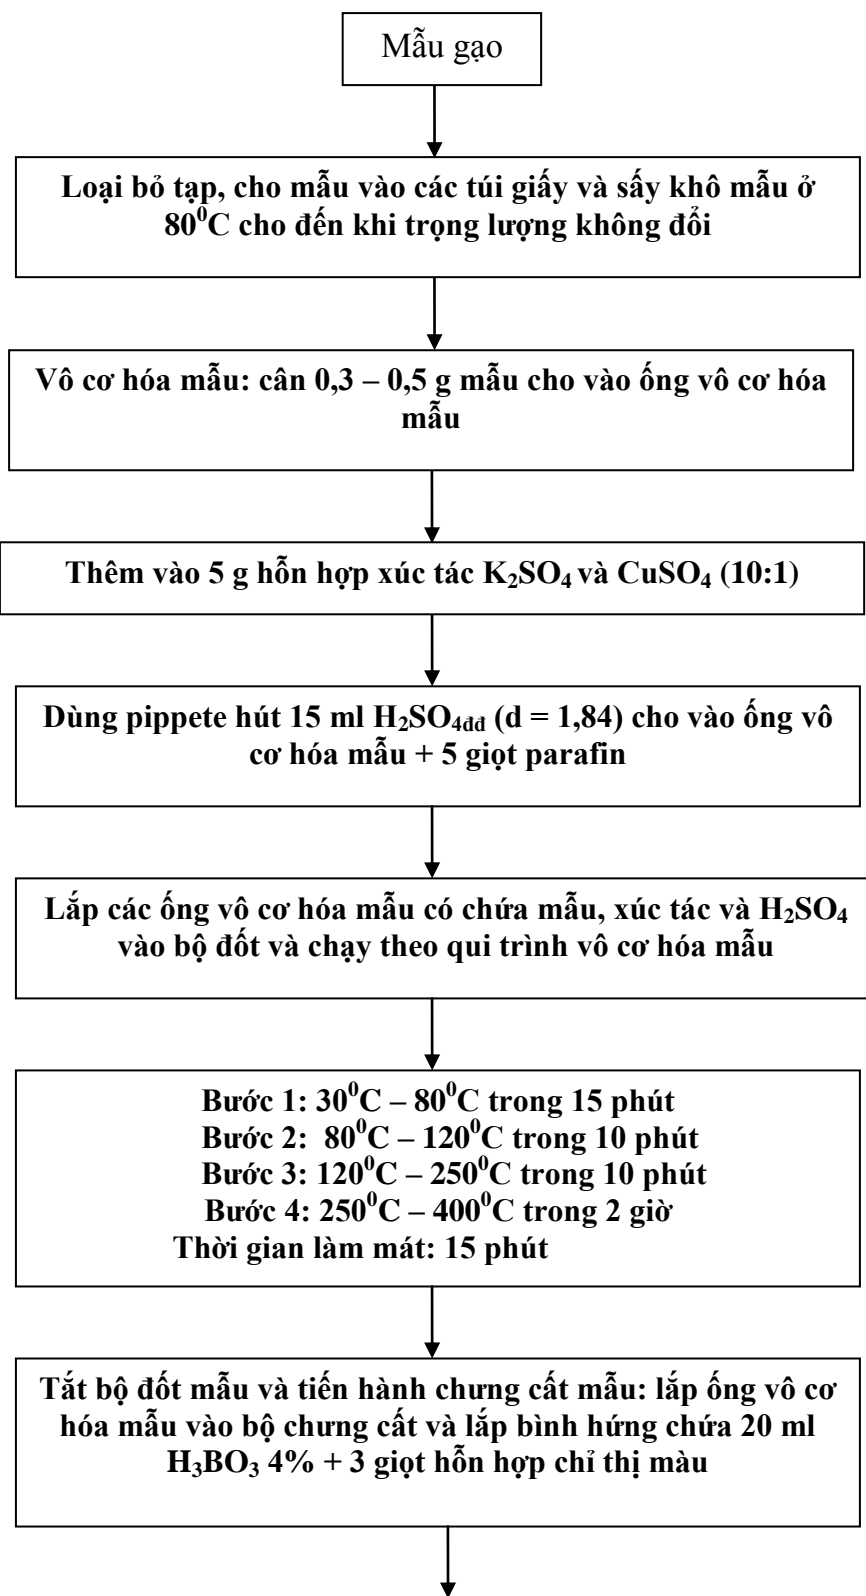 Mẫu gạo
Loại bỏ tạp, cho mẫu vào các túi giấy và sấy khô mẫu ở
80⁰C cho đến khi trọng lượng không đổi
Vô cơ hóa mẫu: cân 0,3 – 0,5 g mẫu cho vào ống vô cơ hóa
mẫu
Thêm vào 5 g hỗn hợp xúc tác K₂SO₄ và CuSO₄ (10:1)
Dùng pippete hút 15 ml H₂SO₄đđ (d = 1,84) cho vào ống vô
cơ hóa mẫu + 5 giọt parafin
Lắp các ống vô cơ hóa mẫu có chứa mẫu, xúc tác và H₂SO₄
vào bộ đốt và chạy theo qui trình vô cơ hóa mẫu
Bước 1: 30⁰C – 80⁰C trong 15 phút
Bước 2: 80⁰C – 120⁰C trong 10 phút
Bước 3: 120⁰C – 250⁰C trong 10 phút
Bước 4: 250⁰C – 400⁰C trong 2 giờ
Thời gian làm mát: 15 phút
Tắt bộ đốt mẫu và tiến hành chưng cất mẫu: lắp ống vô cơ
hóa mẫu vào bộ chưng cất và lắp bình hứng chứa 20 ml
H₃BO₃ 4% + 3 giọt hỗn hợp chỉ thị màu